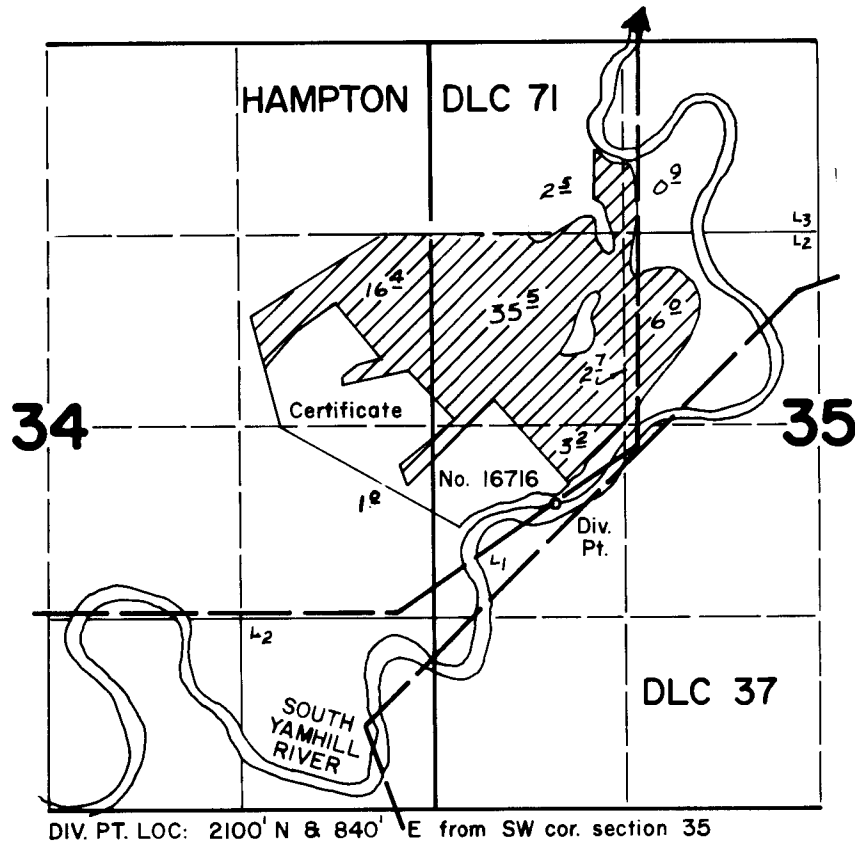 HAMPTON DLC 71
2 5
0 9
L3
L2
16 4
35 5
6 0
2 7
34
Certificate
35
3 2
No. 16716
Div.
Pt.
L1
L2
DLC 37
SOUTH
YAMHILL
RIVER
DIV. PT. LOC: 2100' N & 840' E from SW cor. section 35